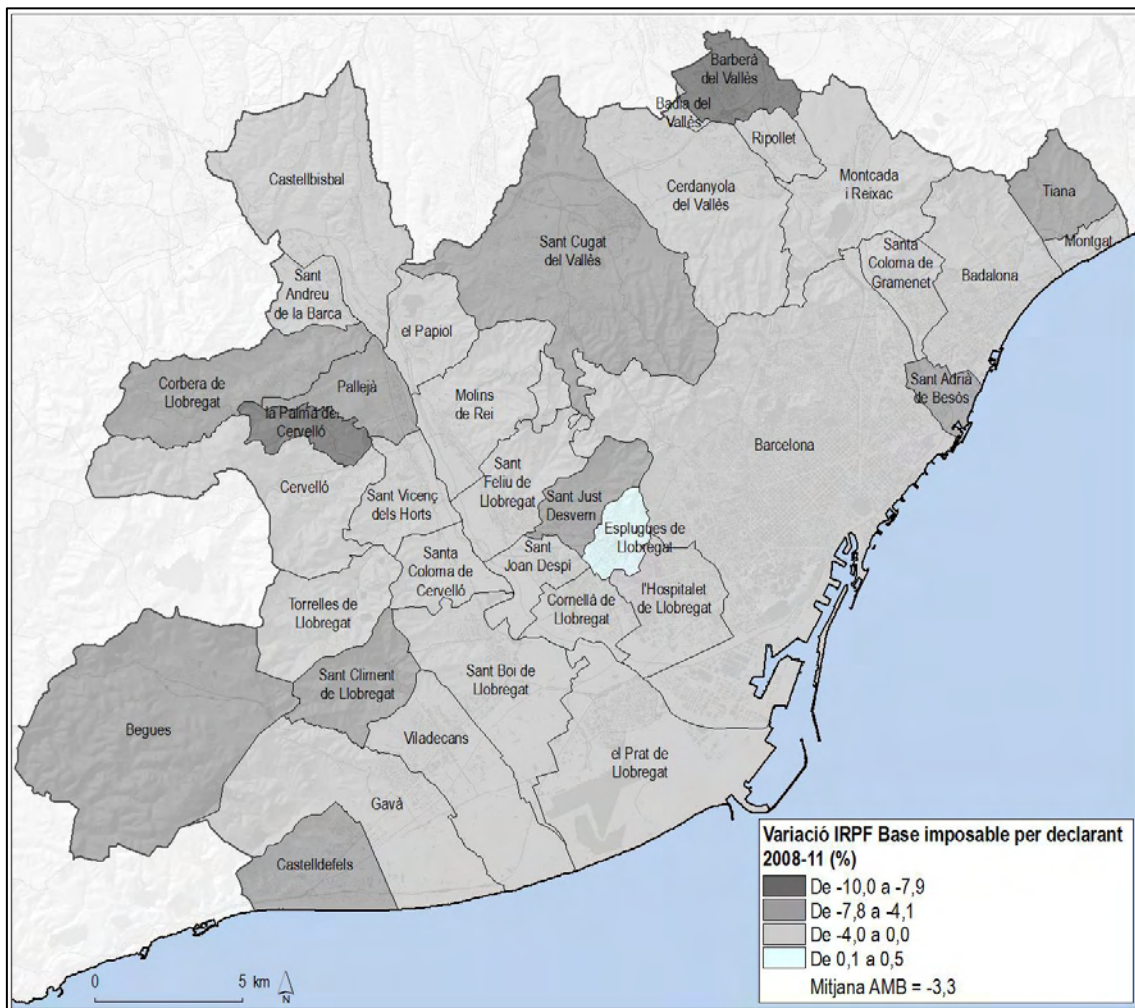 Barberà
del Vallès
Badia del
Vallès
Ripollet
Castellbisbal
Cerdanyola
del Vallès
Montcada
i Reixac
Tiana
Montgat
Sant Cugat
del Vallès
Santa
Coloma de
Gramenet
Badalona
Sant
Andreu
de la Barca
el Papiol
Corbera de
Llobregat
Pallejà
Molins
de Rei
Sant Adrià
de Besòs
la Palma de
Cervelló
Barcelona
Cervelló
Sant Vicenç
dels Horts
Sant
Feliu de
Llobregat
Sant Just
Desvern
Esplugues de
Llobregat
Sant
Joan Despí
Santa
Coloma de
Cervelló
Torrelles de
Llobregat
Cornellà de
Llobregat
l'Hospitalet
de Llobregat
Sant Climent
de Llobregat
Sant Boi de
Llobregat
Begues
Viladecans
el Prat de
Llobregat
Gavà
Castelldefels
Variació IRPF Base imposable per declarant
2008-11 (%)
De -10,0 a -7,9
De -7,8 a -4,1
De -4,0 a 0,0
De 0,1 a 0,5
Mitjana AMB = -3,3
0 5 km
N